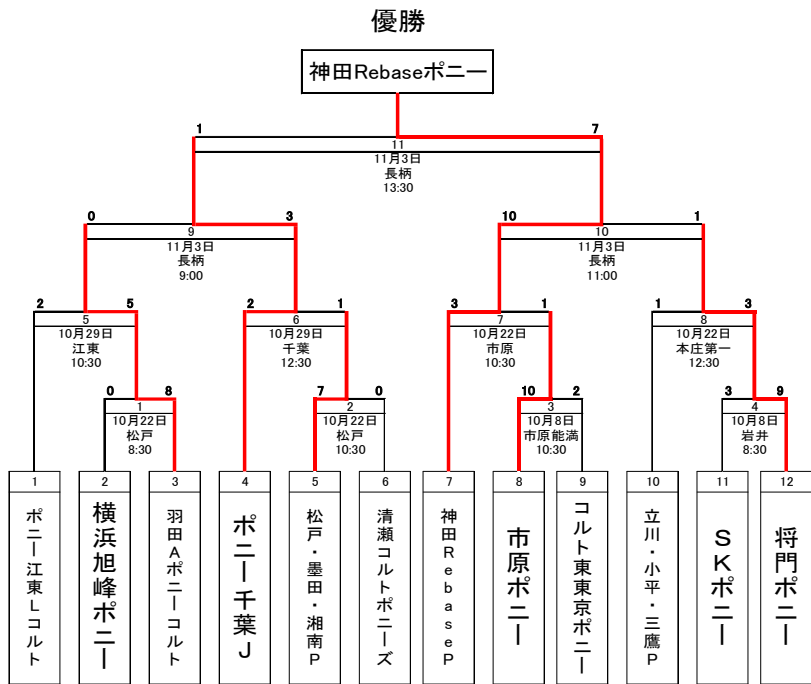 優勝
神田Rebaseポニー
1 7
11
11月3日
長柄
13:30
0 3 10 1
9 10
11月3日 11月3日
長柄 長柄
9:00 11:00
2 5 2 1 3 1 1 3
5 6 7 8
10月29日 10月29日 10月22日 10月22日
江東 千葉 市原 本庄第一
10:30 12:30 10:30 12:30
0 8 7 0 10 2 3 9
1 2 3 4
10月22日 10月22日 10月8日 10月8日
松戸 松戸 市原能満 岩井
8:30 10:30 10:30 8:30
1 2 3 4 5 6 7 8 9 10 11 12
ポニー江東Lコルト
横浜旭峰ポニー
羽田Aポニーコルト
ポニー千葉J
松戸・墨田・湘南P
清瀬コルトポニーズ
神田RebaseP
市原ポニー
コルト東東京ポニー
立川・小平・三鷹P
SKポニー
将門ポニー